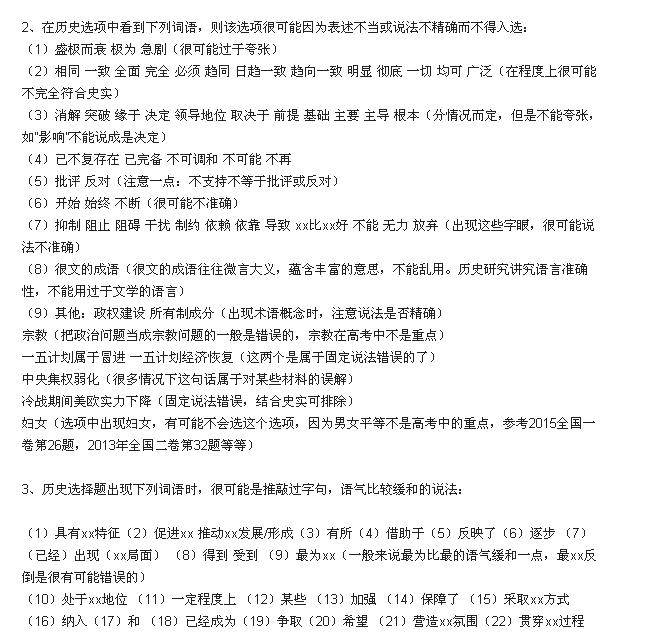 2、在历史选项中看到下列词语，则该选项很可能因为表述不当或说法不精确而不得入选：
（1）盛极而衰 极为 急剧（很可能过于夸张）
（2）相同 一致 全面 完全 必须 趋同 日趋一致 趋向一致 明显 彻底 一切 均可 广泛（在程度上很可能
不完全符合史实）
（3）消解 突破 缘于 决定 领导地位 取决于 前提 基础 主要 主导 根本（分情况而定，但是不能夸张，
如"影响"不能说成是决定）
（4）已不复存在 已完备 不可调和 不可能 不再
（5）批评 反对（注意一点：不支持不等于批评或反对）
（6）开始 始终 不断（很可能不准确）
（7）抑制 阻止 阻碍 干扰 制约 依赖 依靠 导致 xx比xx好 不能 无力 放弃（出现这些字眼，很可能说
法不准确）
（8）很文的成语（很文的成语往往微言大义，蕴含丰富的意思，不能乱用。历史研究讲究语言准确
性，不能用过于文学的语言）
（9）其他：政权建设 所有制成分（出现术语概念时，注意说法是否精确）
宗教（把政治问题当成宗教问题的一般是错误的，宗教在高考中不是重点）
一五计划属于冒进 一五计划经济恢复（这两个是属于固定说法错误的了）
中央集权弱化（很多情况下这句话属于对某些材料的误解）
冷战期间美欧实力下降（固定说法错误，结合史实可排除）
妇女（选项中出现妇女，有可能不会选这个选项，因为男女平等不是高考中的重点，参考2015全国一
卷第26题，2013年全国二卷第32题等等）
3、历史选择题出现下列词语时，很可能是推敲过字句，语气比较缓和的说法：
（1）具有xx特征（2）促进xx 推动xx发展/形成（3）有所（4）借助于（5）反映了（6）逐步 （7）
（已经）出现（xx局面） （8）得到 受到 （9）最为xx（一般来说最为比最的语气缓和一点，最xx反
倒是很有可能错误的）
（10）处于xx地位 （11）一定程度上 （12）某些 （13）加强 （14）保障了 （15）采取xx方式
（16）纳入（17）和 （18）已经成为（19）争取（20）希望 （21）营造xx氛围（22）贯穿xx过程